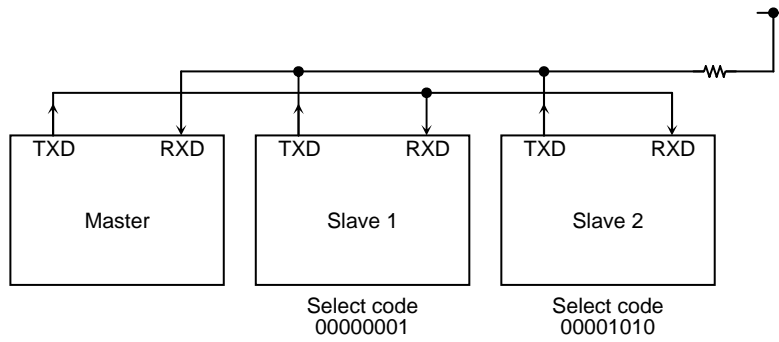 TXD RXD TXD RXD TXD RXD
Master Slave 1 Slave 2
Select code Select code
00000001 00001010